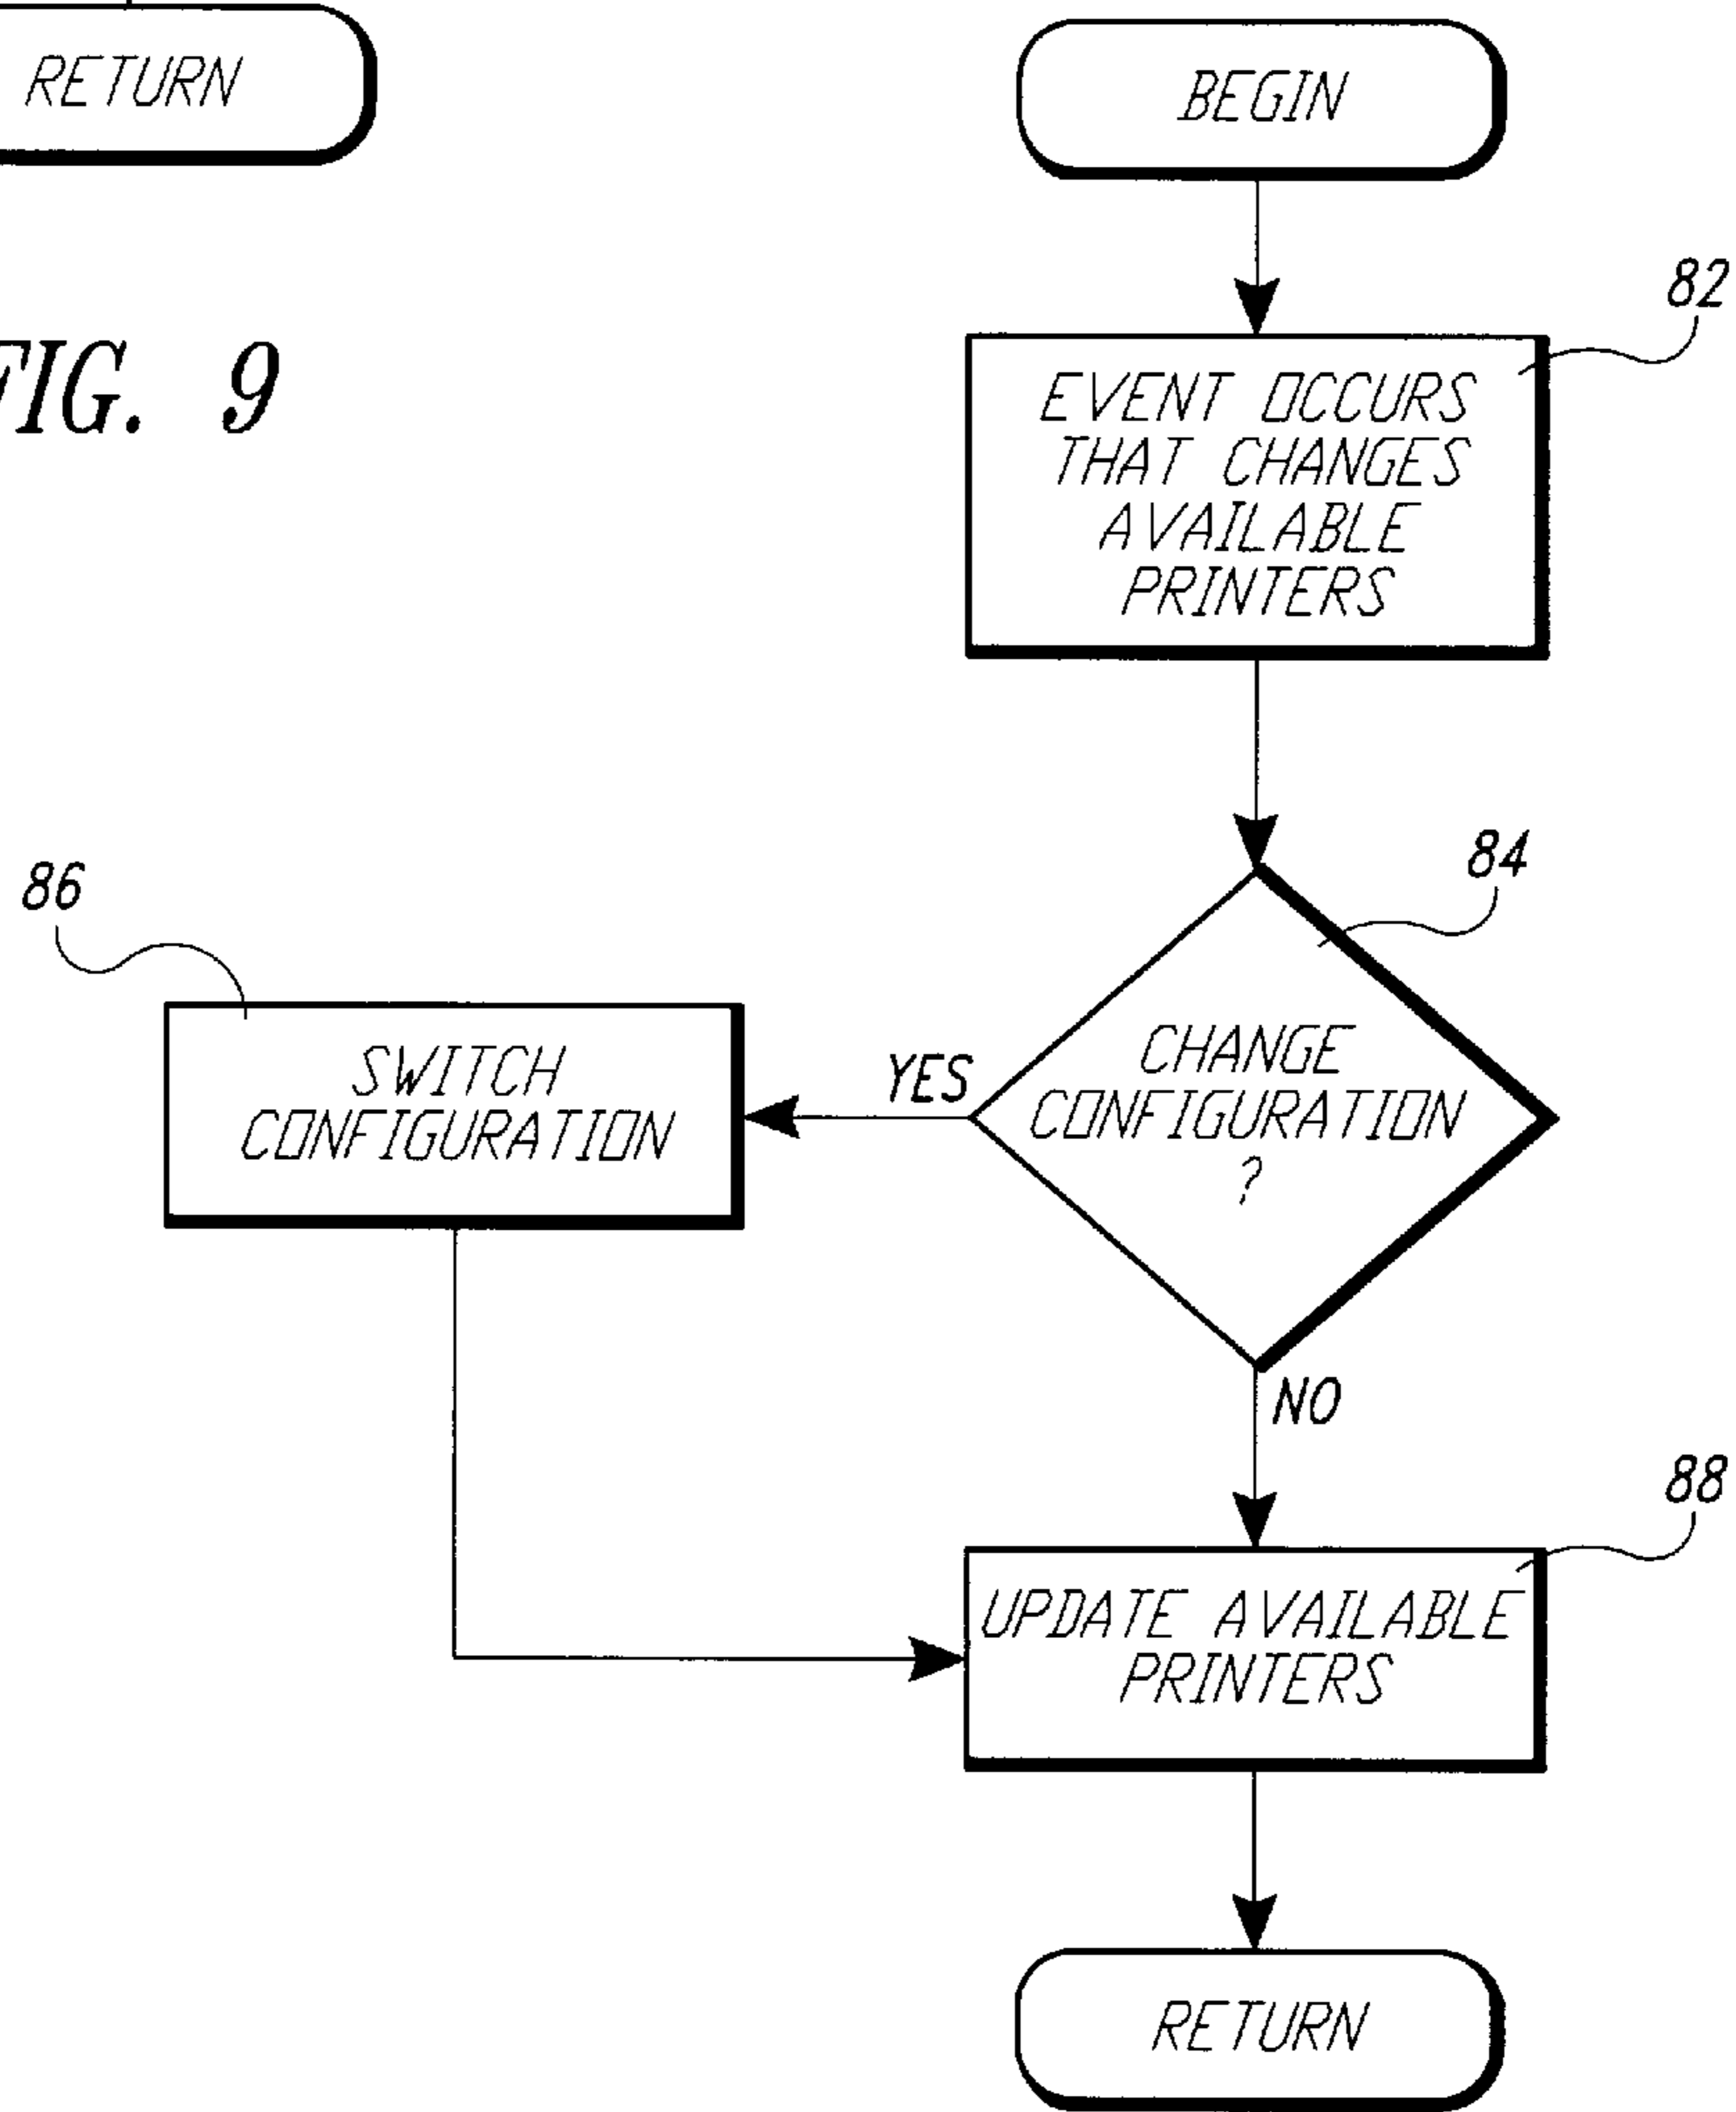 RETURN
FIG. 9
BEGIN
82
EVENT OCCURS
THAT CHANGES
AVAILABLE
PRINTERS
84
CHANGE
CONFIGURATION
?
YES
86
SWITCH
CONFIGURATION
NO
88
UPDATE AVAILABLE
PRINTERS
RETURN